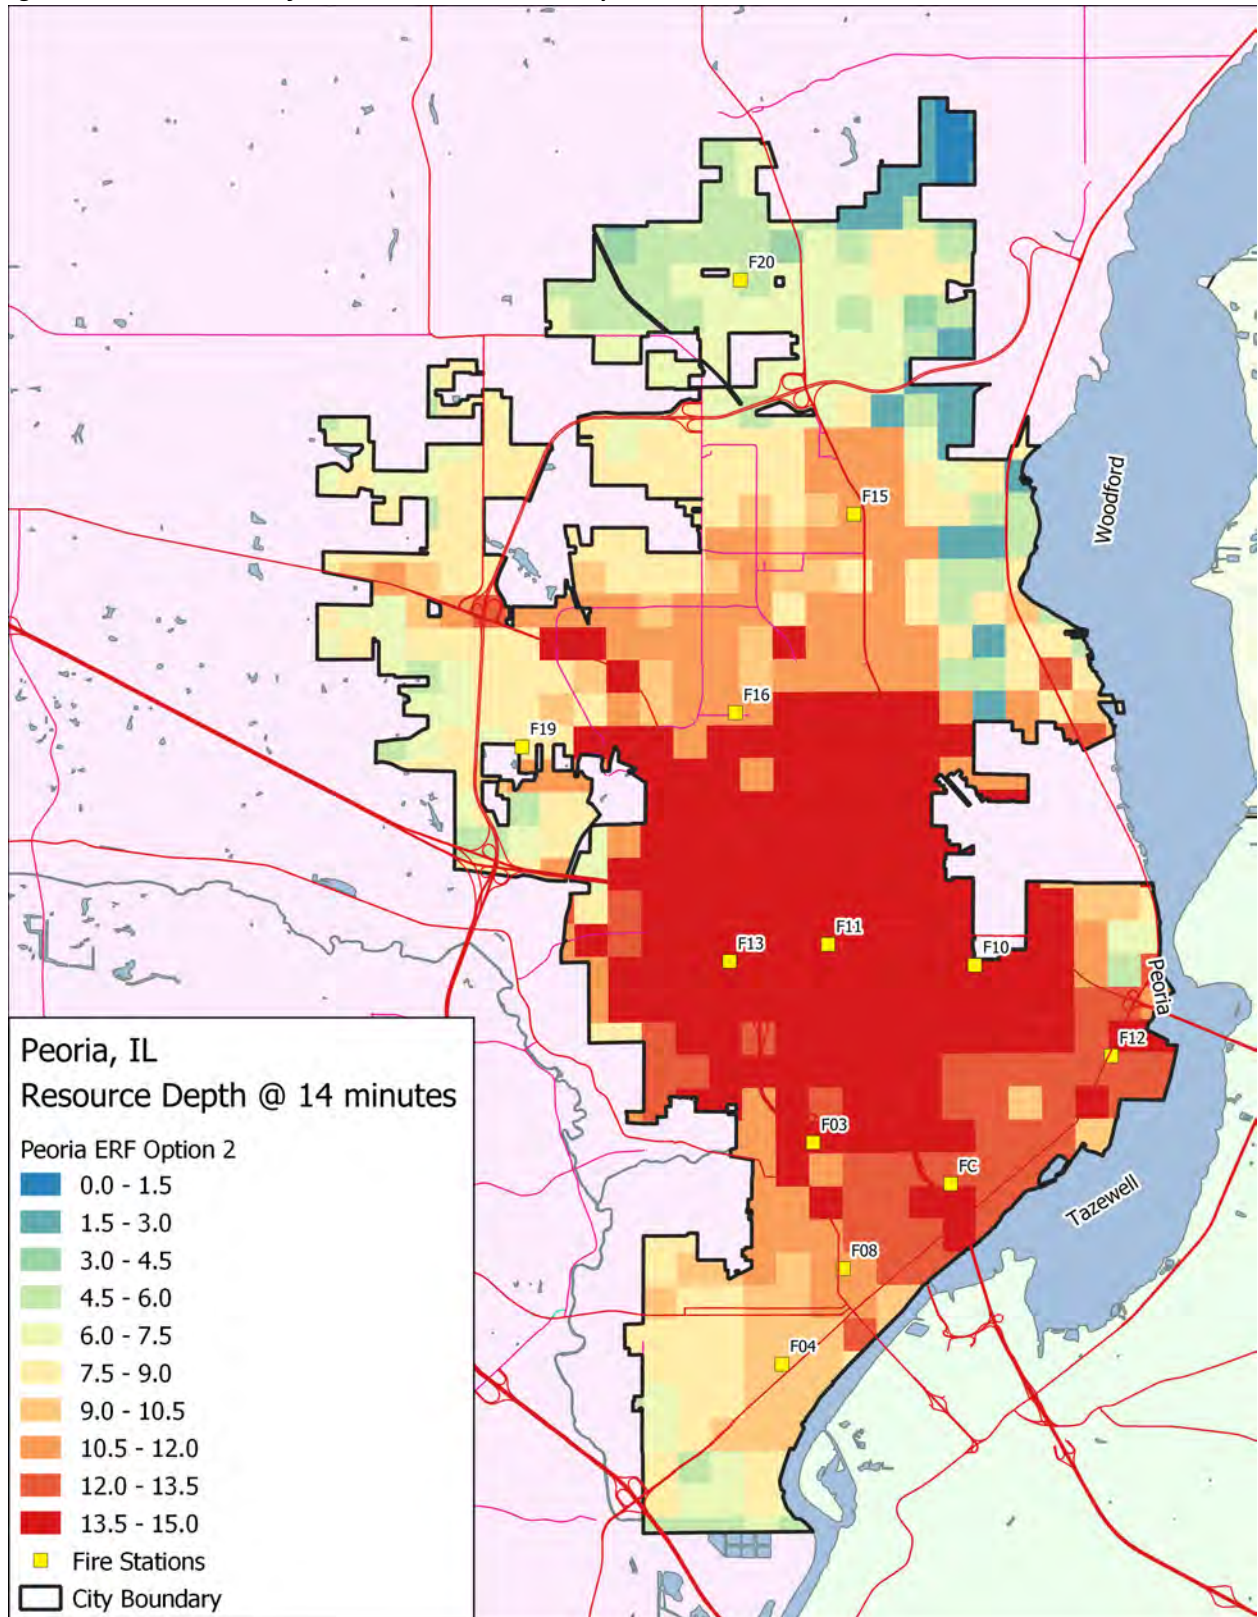 F20
Woodford
F15
F16
F19
F11
F13
F10
Peoria
F12
Peoria, IL
Resource Depth @ 14 minutes
F03
Peoria ERF Option 2
FC
0.0 - 1.5
Tazewell
1.5 - 3.0
3.0 - 4.5
F08
4.5 - 6.0
6.0 - 7.5
7.5 - 9.0
F04
9.0 - 10.5
10.5 - 12.0
12.0 - 13.5
13.5 - 15.0
Fire Stations
City Boundary